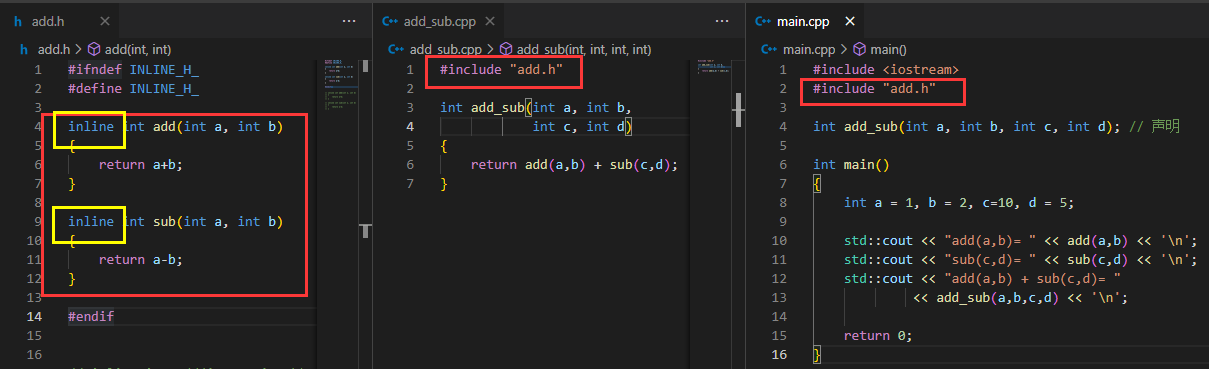 add.h
add.h > add(int, int)
1 #ifndef INLINE_H_
2 #define INLINE_H_
3
4 inline int add(int a, int b)
5 {
6 return a+b;
7 }
8
9 inline int sub(int a, int b)
10 {
11 return a-b;
12 }
13
14 #endif
15
16
add_sub.cpp
add_sub.cpp > add_sub(int, int, int, int)
1 #include "add.h"
2
3 int add_sub(int a, int b,
4 int c, int d)
5 {
6 return add(a,b) + sub(c,d);
7 }
main.cpp
main.cpp > main()
1 #include <iostream>
2 #include "add.h"
3
4 int add_sub(int a, int b, int c, int d); // 声明
5
6 int main()
7 {
8 int a = 1, b = 2, c=10, d = 5;
9
10 std::cout << "add(a,b)= " << add(a,b) << '\n';
11 std::cout << "sub(c,d)= " << sub(c,d) << '\n';
12 std::cout << "add(a,b) + sub(c,d)= "
13 << add_sub(a,b,c,d) << '\n';
14
15 return 0;
16 }